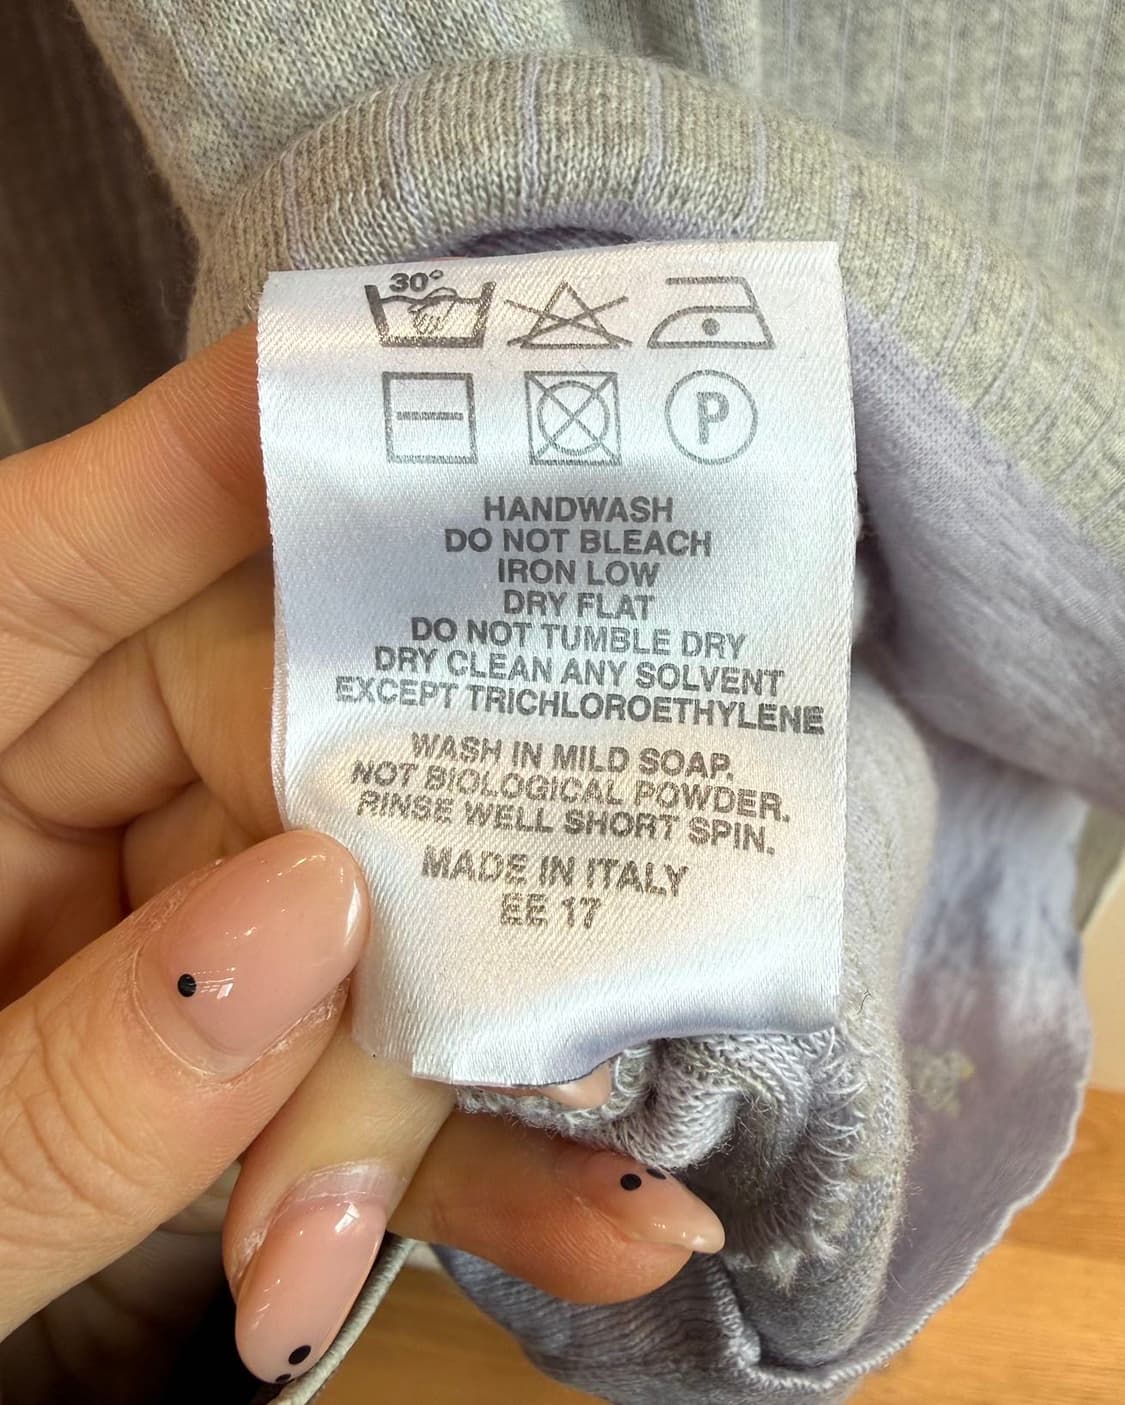 30°
P
HANDWASH
DO NOT BLEACH
IRON LOW
DRY FLAT
DO NOT TUMBLE DRY
DRY CLEAN ANY SOLVENT
EXCEPT TRICHLOROETHYLENE
WASH IN MILD SOAP.
NOT BIOLOGICAL POWDER.
RINSE WELL SHORT SPIN.
MADE IN ITALY
EE 17